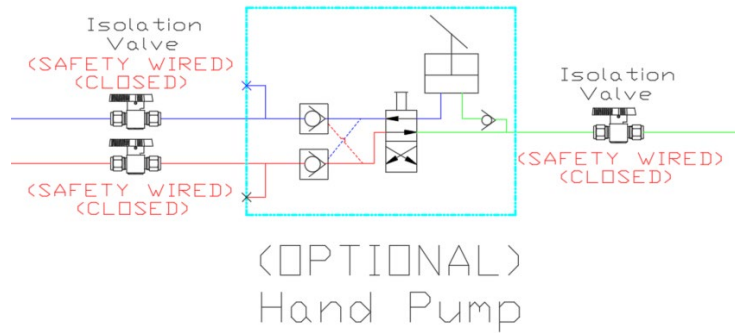 Isolation
Valve
(SAFETY WIRED)
(CLOSED)
(SAFETY WIRED)
(CLOSED)
Isolation
Valve
(SAFETY WIRED)
(CLOSED)
(OPTIONAL)
Hand Pump